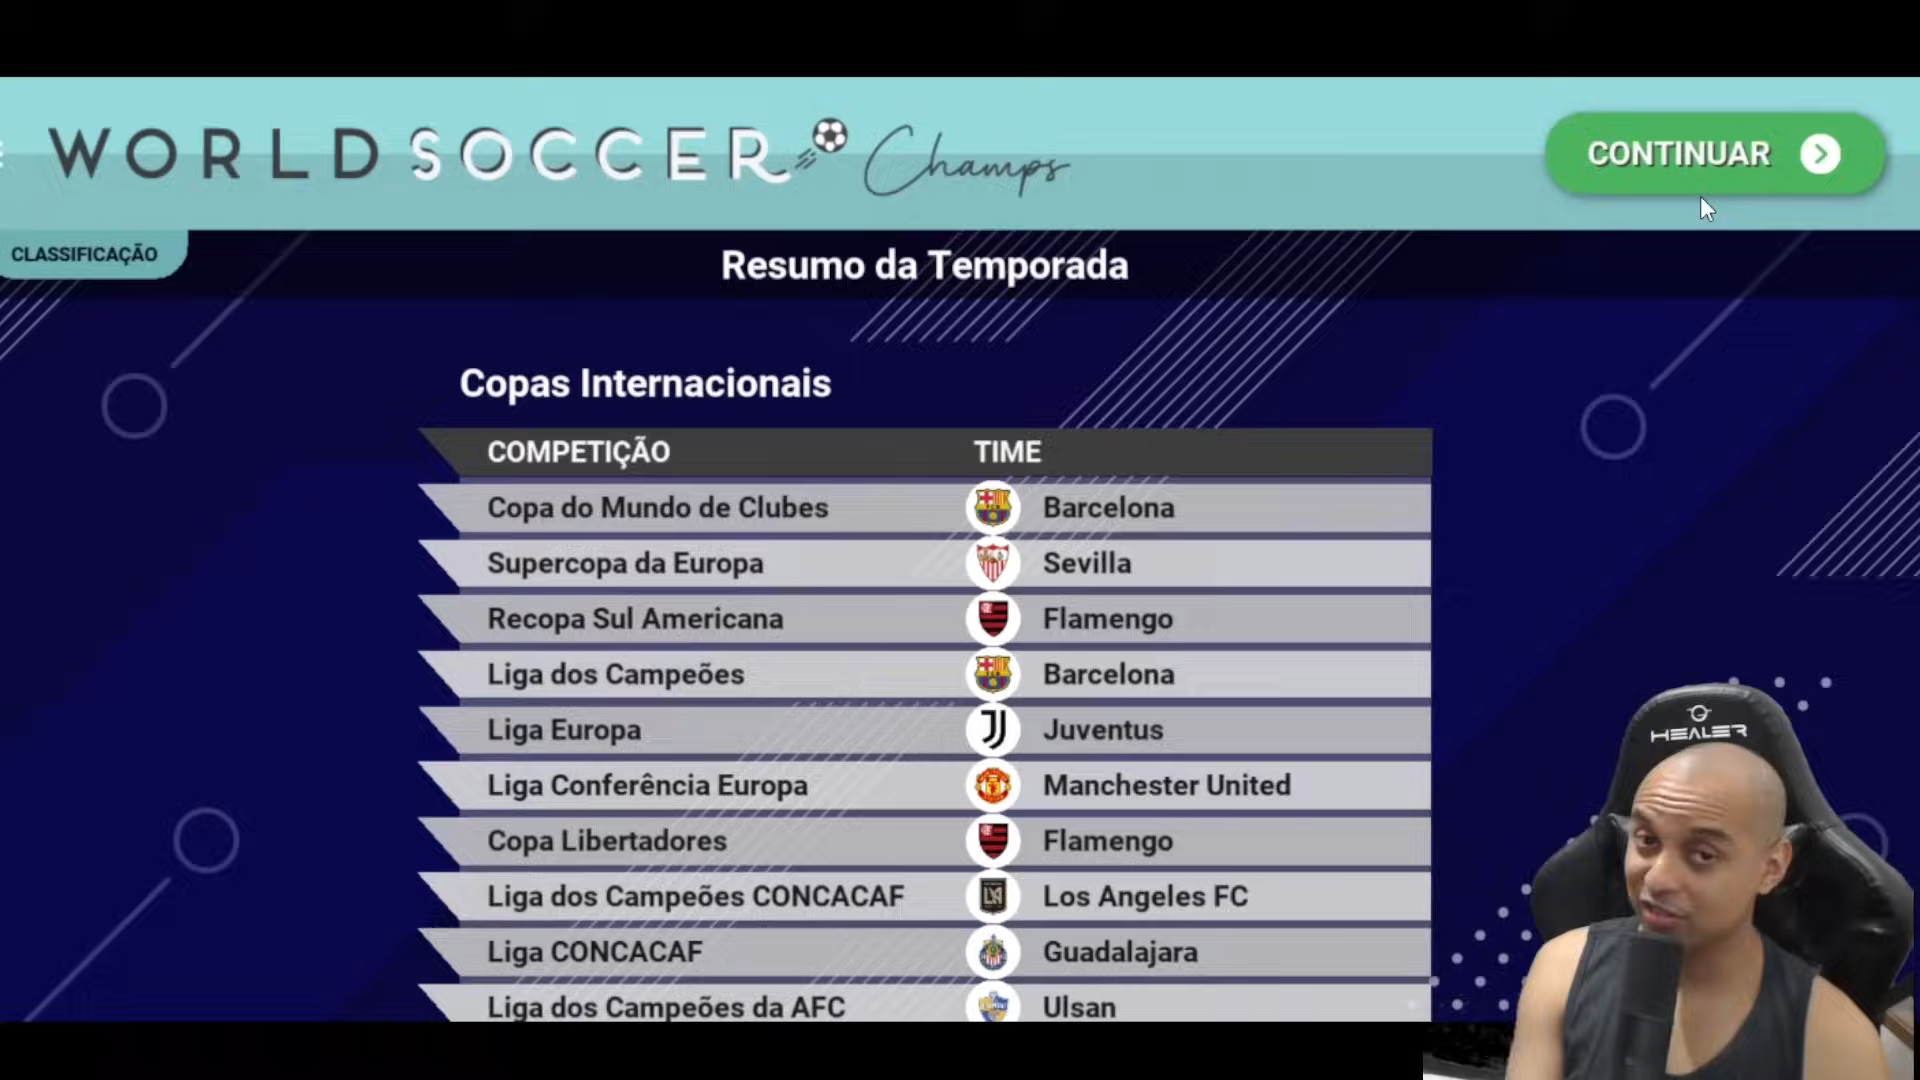 WORLD SOCCER Champs
CONTINUAR
CLASSIFICAÇÃO
Resumo da Temporada
Copas Internacionais
COMPETIÇÃO TIME
Copa do Mundo de Clubes Barcelona
Supercopa da Europa Sevilla
Recopa Sul Americana Flamengo
Liga dos Campeões Barcelona
Liga Europa Juventus
Liga Conferência Europa Manchester United
Copa Libertadores Flamengo
Liga dos Campeões CONCACAF Los Angeles FC
Liga CONCACAF Guadalajara
Liga dos Campeões da AFC Ulsan
HEALER